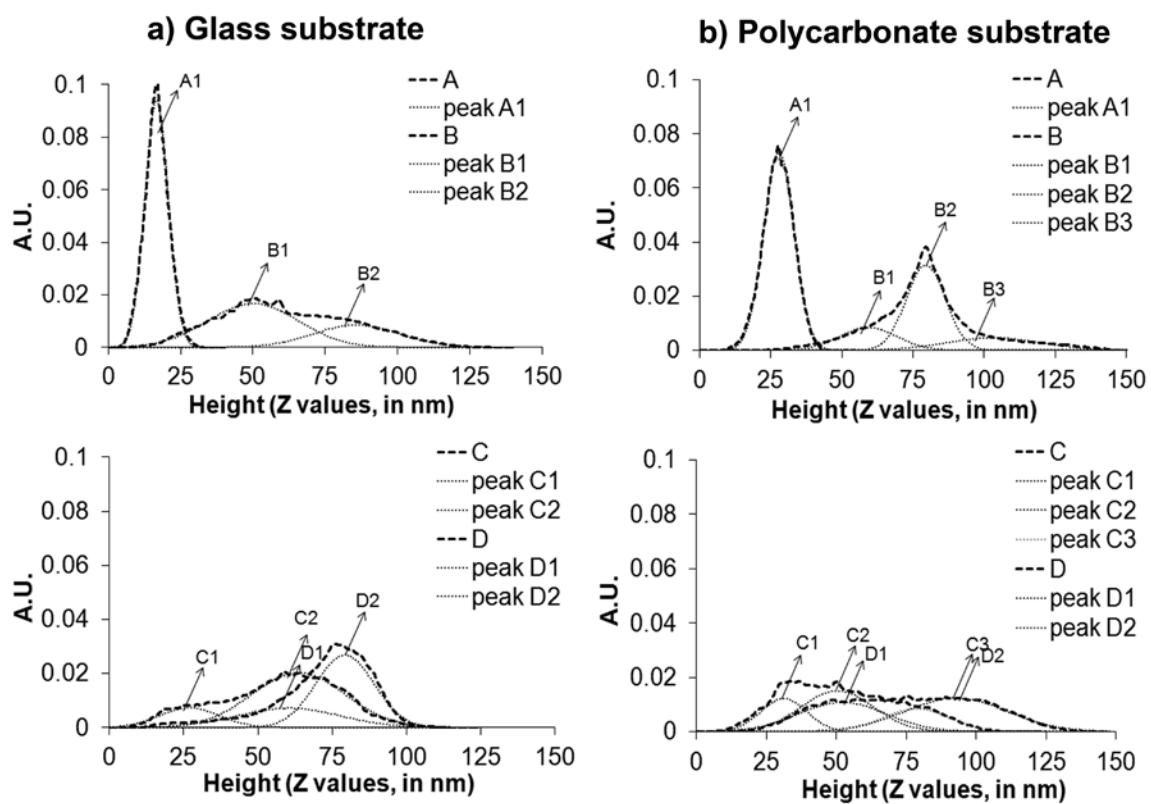 a) Glass substrate
A.U.
0.1
0.08
0.06
0.04
0.02
0
0 25 50 75 100 125 150
Height (Z values, in nm)
A1
B1
B2
A
peak A1
B
peak B1
peak B2
b) Polycarbonate substrate
A.U.
0.1
0.08
0.06
0.04
0.02
0
0 25 50 75 100 125 150
Height (Z values, in nm)
A1
B1
B2
B3
A
peak A1
B
peak B1
peak B2
peak B3
A.U.
0.1
0.08
0.06
0.04
0.02
0
0 25 50 75 100 125 150
Height (Z values, in nm)
C1
C2
D1
D2
C
peak C1
peak C2
D
peak D1
peak D2
A.U.
0.1
0.08
0.06
0.04
0.02
0
0 25 50 75 100 125 150
Height (Z values, in nm)
C1
C2
D1
C3
D2
C
peak C1
peak C2
peak C3
D
peak D1
peak D2